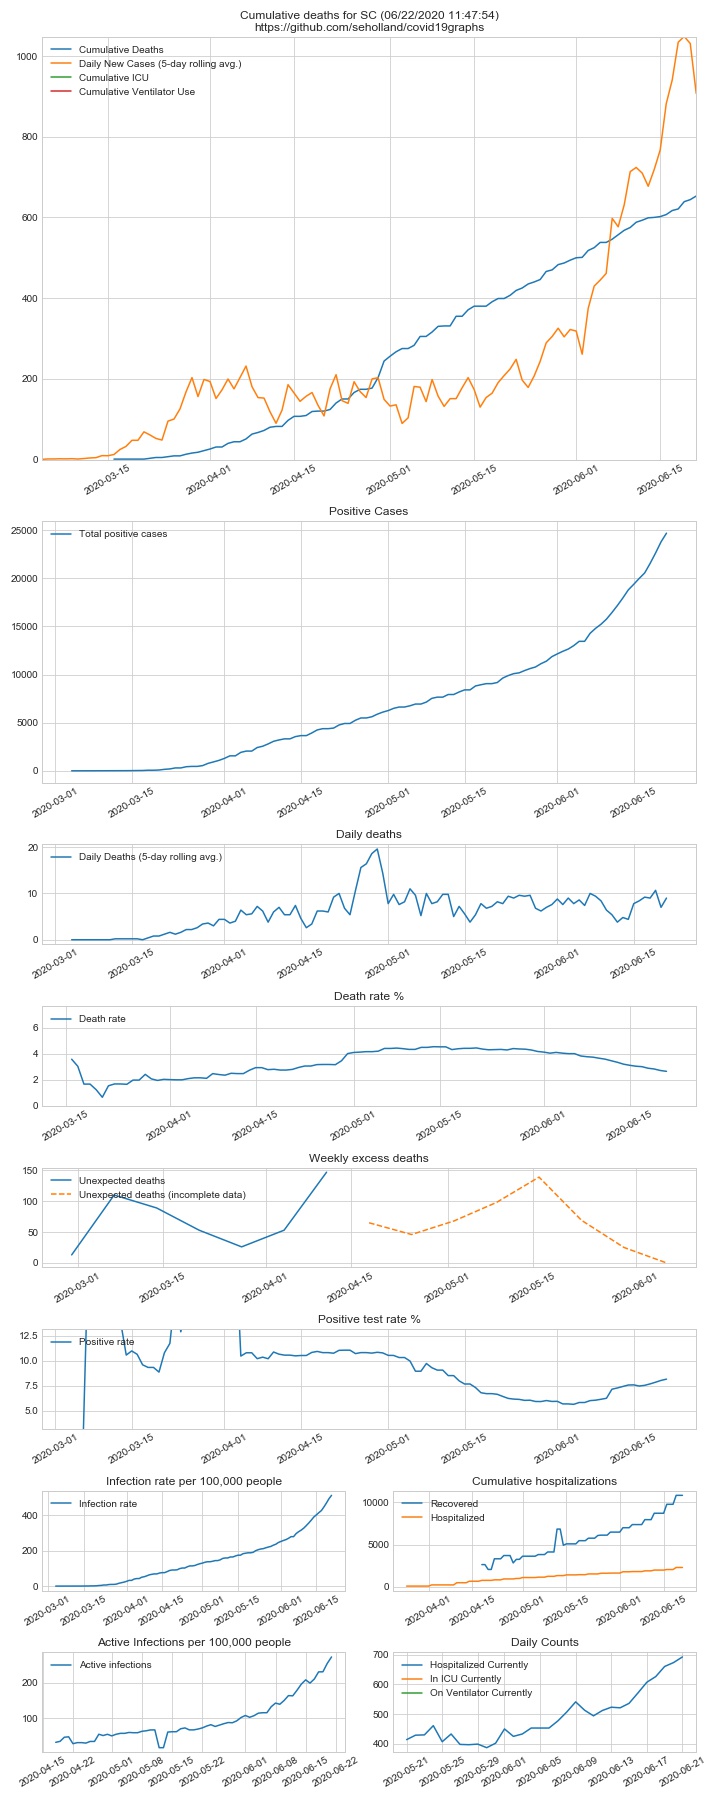 Cumulative deaths for SC (06/22/2020 11:47:54)
https://github.com/seholland/covid19graphs
Cumulative Deaths
Daily New Cases (5-day rolling avg.)
Cumulative ICU
Cumulative Ventilator Use
1000
800
600
400
200
0
2020-03-15 2020-04-01 2020-04-15 2020-05-01 2020-05-15 2020-06-01 2020-06-15
Positive Cases
Total positive cases
25000
20000
15000
10000
5000
0
2020-03-01 2020-03-15 2020-04-01 2020-04-15 2020-05-01 2020-05-15 2020-06-01 2020-06-15
Daily deaths
Daily Deaths (5-day rolling avg.)
20
10
0
2020-03-01 2020-03-15 2020-04-01 2020-04-15 2020-05-01 2020-05-15 2020-06-01 2020-06-15
Death rate %
Death rate
6
4
2
0
2020-03-15 2020-04-01 2020-04-15 2020-05-01 2020-05-15 2020-06-01 2020-06-15
Weekly excess deaths
Unexpected deaths
Unexpected deaths (incomplete data)
150
100
50
0
2020-03-01 2020-03-15 2020-04-01 2020-04-15 2020-05-01 2020-05-15 2020-06-01
Positive test rate %
Positive rate
12.5
10.0
7.5
5.0
2020-03-01 2020-03-15 2020-04-01 2020-04-15 2020-05-01 2020-05-15 2020-06-01 2020-06-15
Infection rate per 100,000 people
Infection rate
400
200
0
2020-03-01 2020-03-15 2020-04-01 2020-04-15 2020-05-01 2020-05-15 2020-06-01 2020-06-15
Cumulative hospitalizations
Recovered
Hospitalized
10000
5000
0
2020-04-01 2020-04-15 2020-05-01 2020-05-15 2020-06-01 2020-06-15
Active Infections per 100,000 people
Active infections
200
100
2020-04-15 2020-04-22 2020-05-01 2020-05-08 2020-05-15 2020-05-22 2020-06-01 2020-06-08 2020-06-15 2020-06-22
Daily Counts
Hospitalized Currently
In ICU Currently
On Ventilator Currently
700
600
500
400
2020-05-21 2020-05-25 2020-05-29 2020-06-01 2020-06-05 2020-06-09 2020-06-13 2020-06-17 2020-06-21